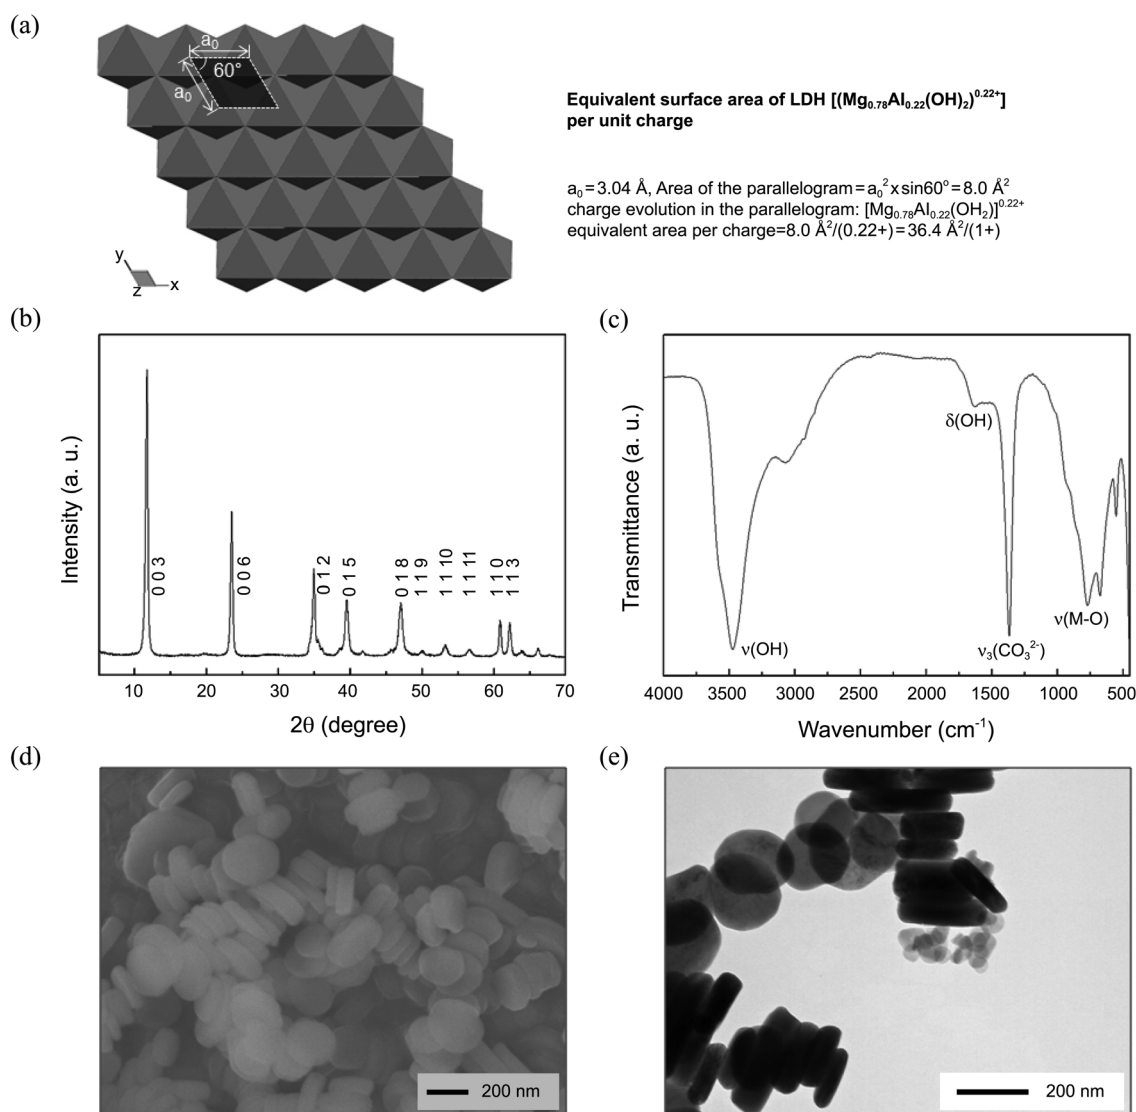 (a)
a₀
60°
a₀
y
z
x
Equivalent surface area of LDH [(Mg₀.₇₈Al₀.₂₂(OH)₂)⁰·²²⁺]
per unit charge
a₀=3.04 Å, Area of the parallelogram=a₀²xsin60°=8.0 Å²
charge evolution in the parallelogram: [Mg₀.₇₈Al₀.₂₂(OH₂)]⁰·²²⁺
equivalent area per charge=8.0 Å²/(0.22+)=36.4 Å²/(1+)
(b)
Intensity (a. u.)
0 0 3
0 0 6
0 1 2
0 1 5
0 1 8
1 1 9
1 1 10
1 1 11
1 1 0
1 1 3
10 20 30 40 50 60 70
2θ (degree)
(c)
Transmittance (a. u.)
δ(OH)
ν(OH)
ν₃(CO₃²⁻)
ν(M-O)
4000 3500 3000 2500 2000 1500 1000 450
Wavenumber (cm⁻¹)
(d)
200 nm
(e)
200 nm